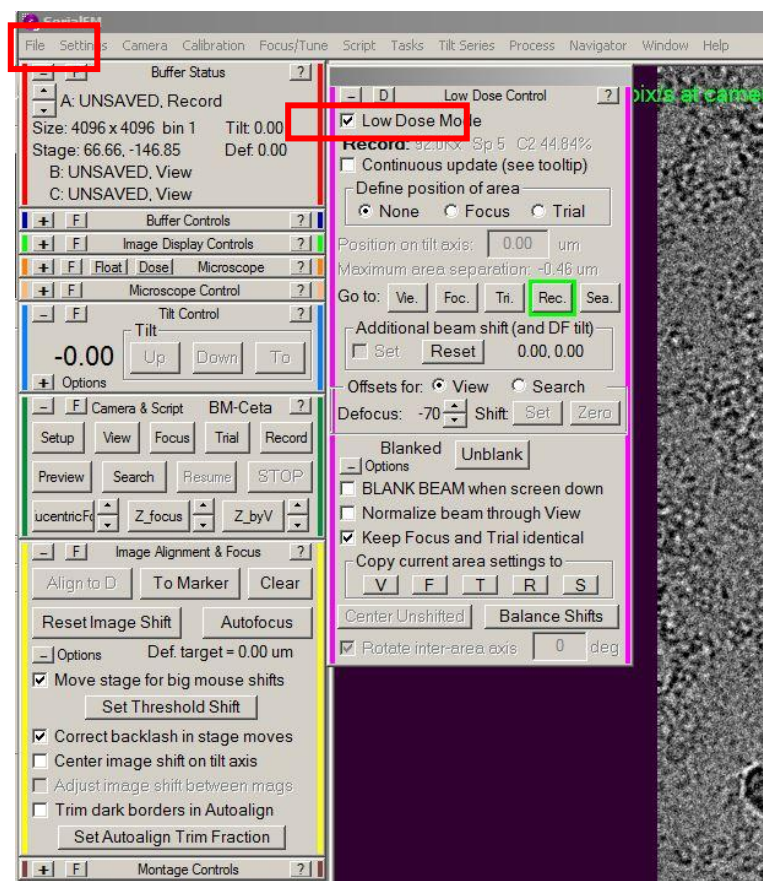 SerialEM
File Settings Camera Calibration Focus/Tune Script Tasks Tilt Series Process Navigator Window Help
− F Buffer Status ?
A: UNSAVED, Record
Size: 4096 x 4096 bin 1 Tilt: 0.00
Stage: 66.66, -146.85 Def: 0.00
B: UNSAVED, View
C: UNSAVED, View
+ F Buffer Controls ?
+ F Image Display Controls ?
+ F Float Dose Microscope ?
+ F Microscope Control ?
− F Tilt Control ?
Tilt
-0.00 Up Down To
+ Options
− F Camera & Script BM-Ceta ?
Setup View Focus Trial Record
Preview Search Resume STOP
ucentricFo Z_focus Z_byV
− F Image Alignment & Focus ?
Align to D To Marker Clear
Reset Image Shift Autofocus
− Options Def. target = 0.00 um
Move stage for big mouse shifts
Set Threshold Shift
Correct backlash in stage moves
Center image shift on tilt axis
Adjust image shift between mags
Trim dark borders in Autoalign
Set Autoalign Trim Fraction
+ F Montage Controls ?
− D Low Dose Control ?
Low Dose Mode
Record: 92.0Kx Sp 5 C2 44.84%
Continuous update (see tooltip)
Define position of area
None Focus Trial
Position on tilt axis: 0.00 um
Maximum area separation: -0.46 um
Go to: Vie. Foc. Tri. Rec. Sea.
Additional beam shift (and DF tilt)
Set Reset 0.00, 0.00
Offsets for: View Search
Defocus: -70 Shift: Set Zero
Blanked Unblank
− Options
BLANK BEAM when screen down
Normalize beam through View
Keep Focus and Trial identical
Copy current area settings to
V F T R S
Center Unshifted Balance Shifts
Rotate inter-area axis 0 deg
pix/s at came